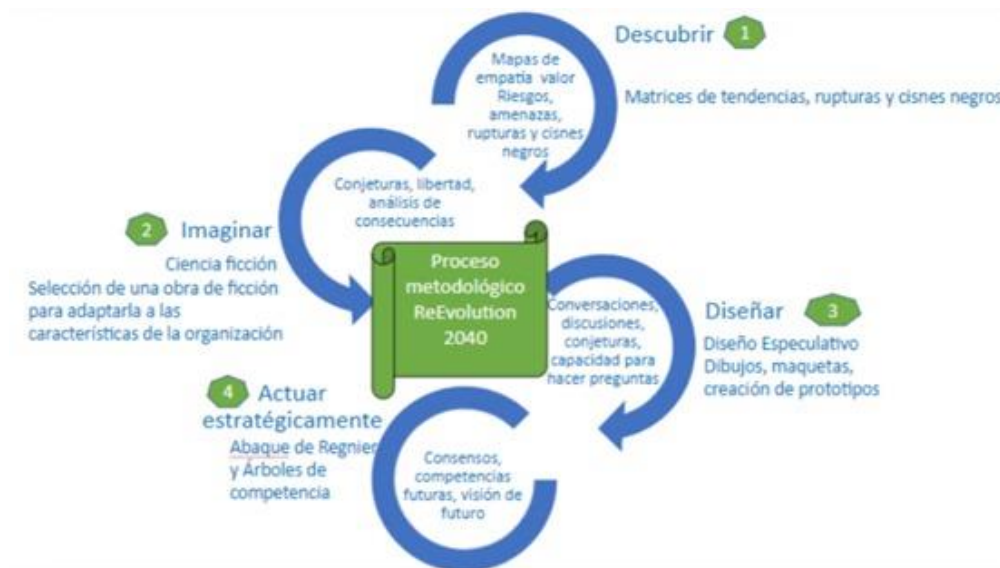 Descubrir 1
Mapas de
empatía valor
Riesgos,
amenazas,
rupturas y cisnes
negros
Matrices de tendencias, rupturas y cisnes negros
Conjeturas, libertad,
análisis de
consecuencias
2 Imaginar
Ciencia ficción
Selección de una obra de ficción
para adaptarla a las
características de la organización
Proceso
metodológico
ReEvolution
2040
Conversaciones,
discusiones,
conjeturas,
capacidad para
hacer preguntas
Diseñar 3
Diseño Especulativo
Dibujos, maquetas,
creación de prototipos
4 Actuar
estratégicamente
Abaque de Regnier
y Árboles de
competencia
Consensos,
competencias
futuras, visión de
futuro